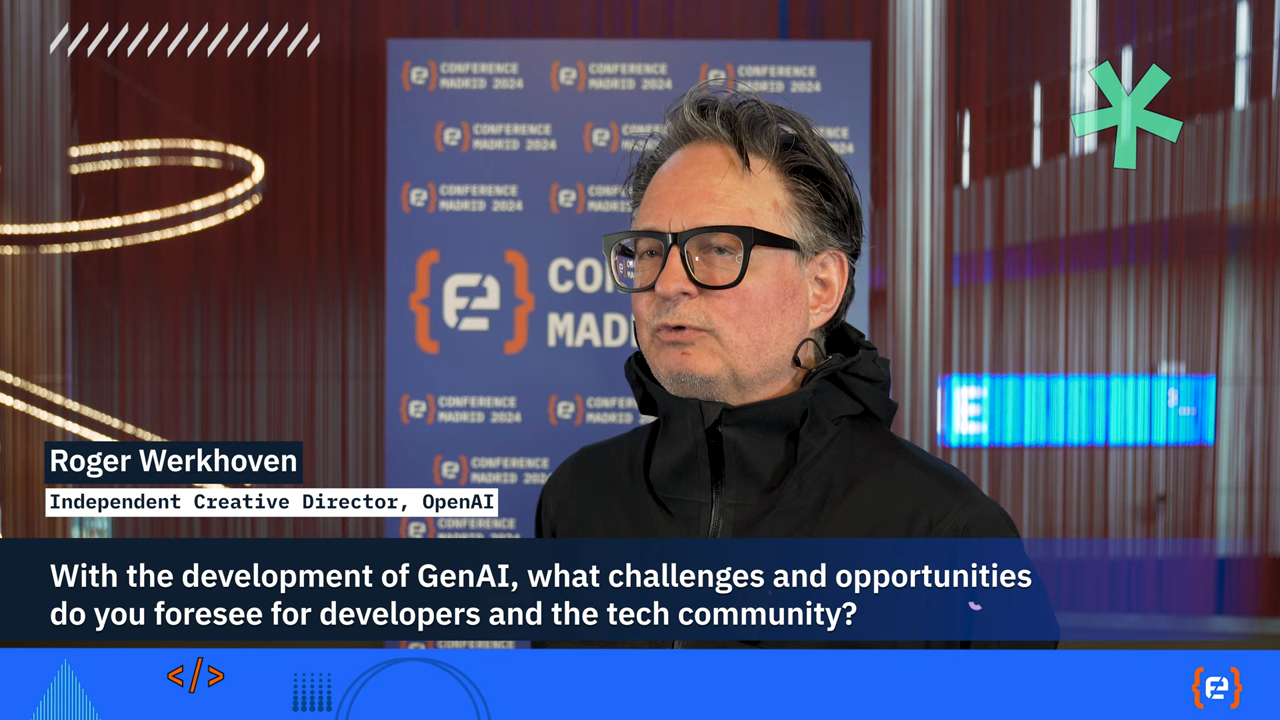 CONFERENCE
MADRID 2024
CONFERENCE
MADRID 2024
CONFERENCE
MADRID 2024
CONFERENCE
MADRID 2024
CONFERENCE
MADRID 2024
CONFERENCE
MADRID 2024
CONFERENCE
MADRID 2024
CONFERENCE
MADRID 2024
Roger Werkhoven
Independent Creative Director, OpenAI
With the development of GenAI, what challenges and opportunities
do you foresee for developers and the tech community?
</>